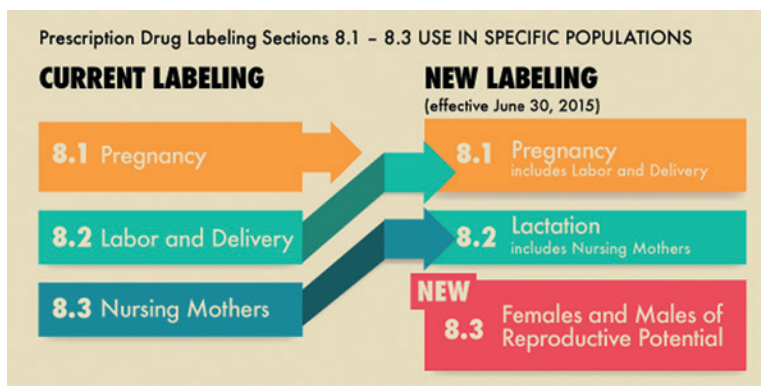 Prescription Drug Labeling Sections 8.1 – 8.3 USE IN SPECIFIC POPULATIONS
CURRENT LABELING
8.1 Pregnancy
8.2 Labor and Delivery
8.3 Nursing Mothers
NEW LABELING
(effective June 30, 2015)
8.1 Pregnancy
includes Labor and Delivery
8.2 Lactation
includes Nursing Mothers
NEW
8.3 Females and Males of
Reproductive Potential